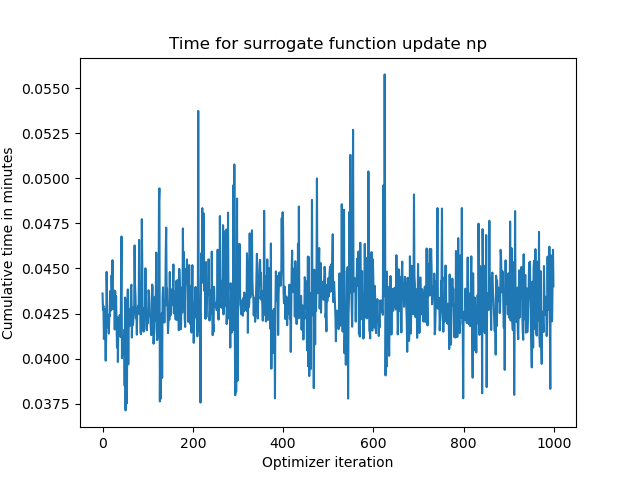 Time for surrogate function update np
Cumulative time in minutes
0.0550
0.0525
0.0500
0.0475
0.0450
0.0425
0.0400
0.0375
0 200 400 600 800 1000
Optimizer iteration